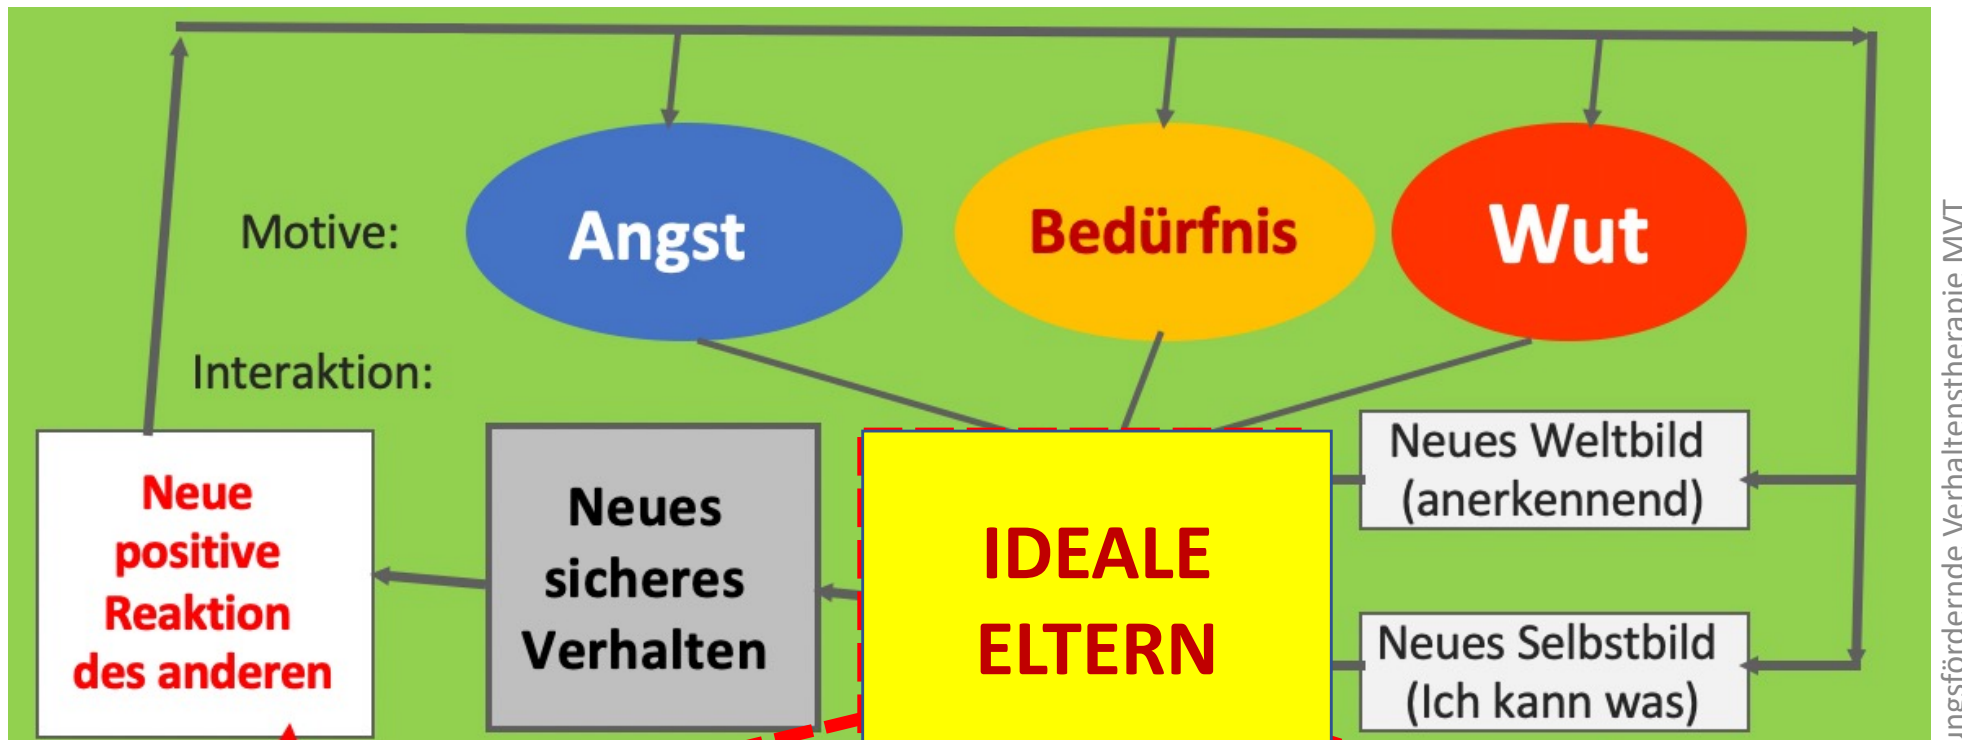 Motive:
Angst
Bedürfnis
Wut
Interaktion:
Neue
positive
Reaktion
des anderen
Neues
sicheres
Verhalten
IDEALE
ELTERN
Neues Weltbild
(anerkennend)
Neues Selbstbild
(Ich kann was)
Verhaltenstherapie MVT